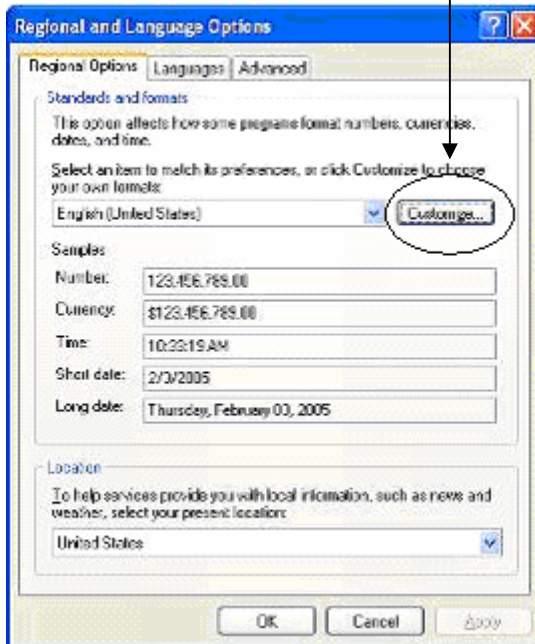 Regional and Language Options
Regional Options Languages Advanced
Standards and formats
This option affects how some programs format numbers, currencies,
dates, and time.
Select an item to match its preferences, or click Customize to choose
your own formats:
English (United States) Customize...
Samples
Number: 123,456,789.00
Currency: $123,456,789.00
Time: 10:33:19 AM
Short date: 2/3/2005
Long date: Thursday, February 03, 2005
Location
To help services provide you with local information, such as news and
weather, select your present location:
United States
OK Cancel Apply